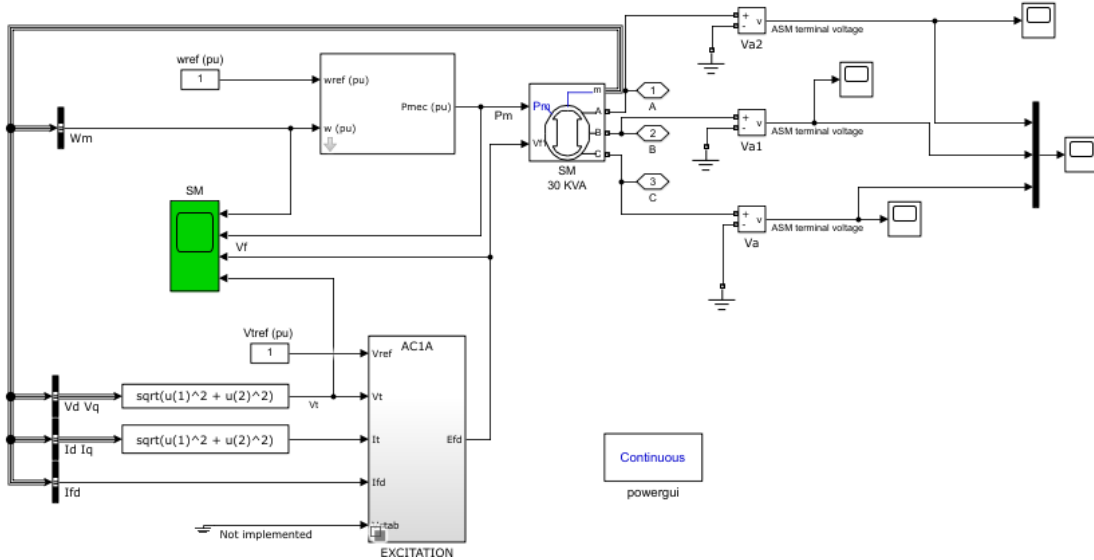 wref (pu)
1
wref (pu)
w (pu)
Pmec (pu)
Wm
Pm
Pm
Vf1
m
A
B
C
SM
30 KVA
1
A
2
B
3
C
+
-
v
Va2
ASM terminal voltage
+
-
v
Va1
ASM terminal voltage
+
-
v
Va
ASM terminal voltage
SM
Vf
Vtref (pu)
1
AC1A
Vref
Vt
It
Ifd
Efd
EXCITATION
Vd Vq
sqrt(u(1)^2 + u(2)^2)
Vt
Id Iq
sqrt(u(1)^2 + u(2)^2)
Ifd
Not implemented
Continuous
powergui